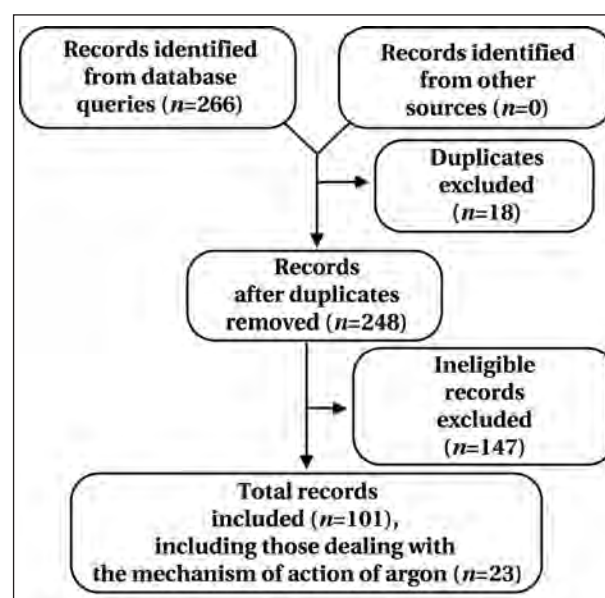 Records identified
from database
queries (n=266)
Records identified
from other
sources (n=0)
Duplicates
excluded
(n=18)
Records
after duplicates
removed (n=248)
Ineligible
records
excluded
(n=147)
Total records
included (n=101),
including those dealing with
the mechanism of action of argon (n=23)